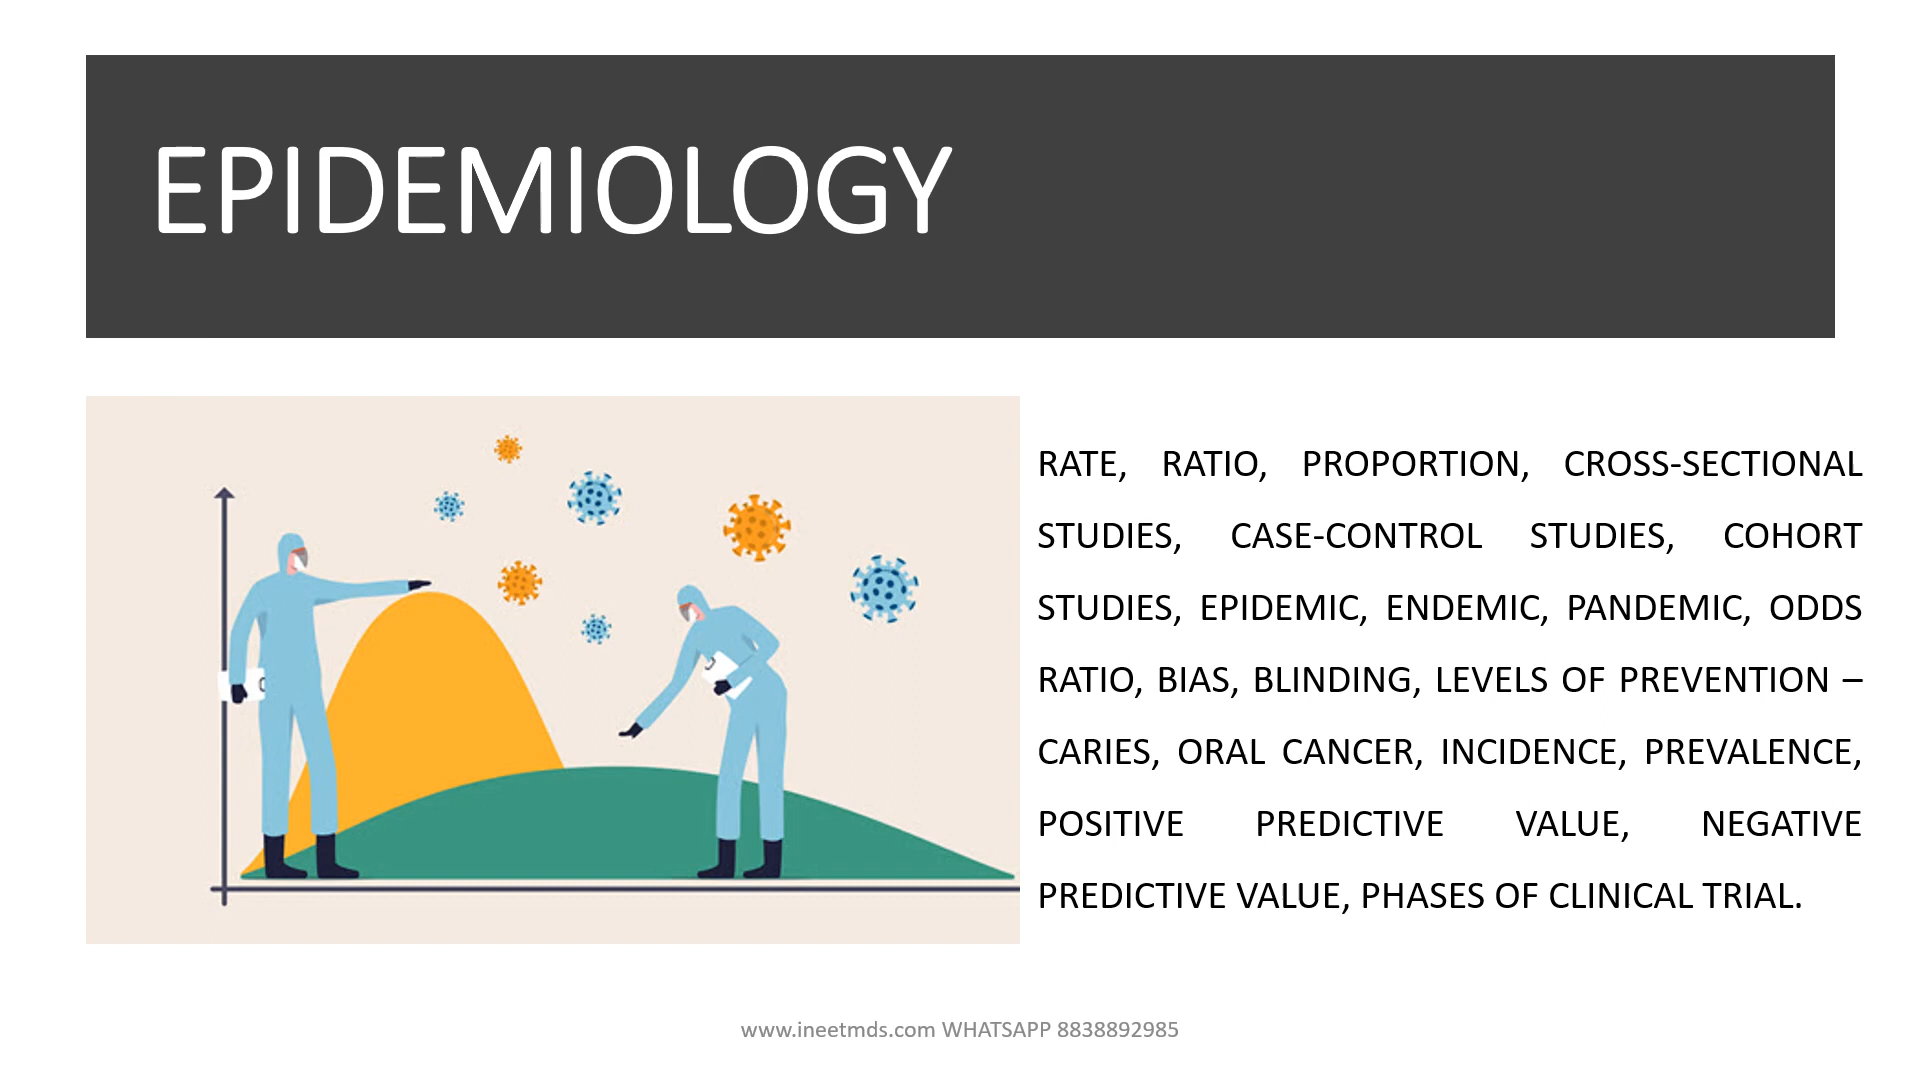 EPIDEMIOLOGY
RATE, RATIO, PROPORTION, CROSS-SECTIONAL
STUDIES, CASE-CONTROL STUDIES, COHORT
STUDIES, EPIDEMIC, ENDEMIC, PANDEMIC, ODDS
RATIO, BIAS, BLINDING, LEVELS OF PREVENTION –
CARIES, ORAL CANCER, INCIDENCE, PREVALENCE,
POSITIVE PREDICTIVE VALUE, NEGATIVE
PREDICTIVE VALUE, PHASES OF CLINICAL TRIAL.
www.ineetmds.com WHATSAPP 8838892985